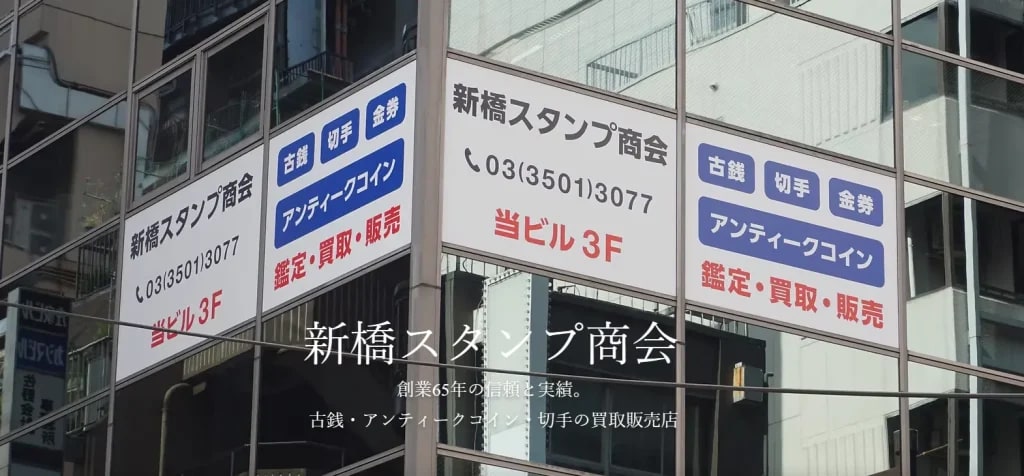 新橋スタンプ商会
03(3501)3077
当ビル3F
古銭 切手 金券
アンティークコイン
鑑定・買取・販売
新橋スタンプ商会
03(3501)3077
当ビル 3F
古銭 切手 金券
アンティークコイン
鑑定・買取・販売
新橋スタンプ商会
創業65年の信頼と実績。
古銭・アンティークコイン、切手の買取販売店